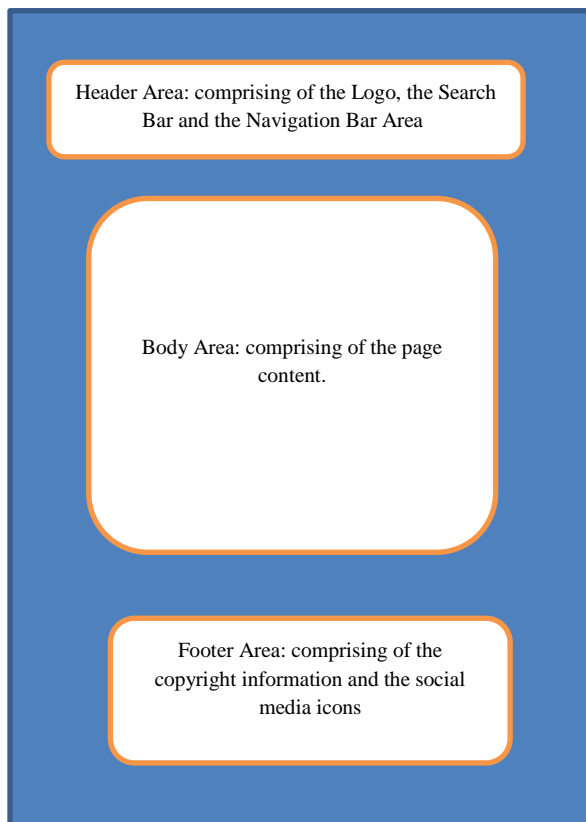 Header Area: comprising of the Logo, the Search
Bar and the Navigation Bar Area
Body Area: comprising of the page
content.
Footer Area: comprising of the
copyright information and the social
media icons